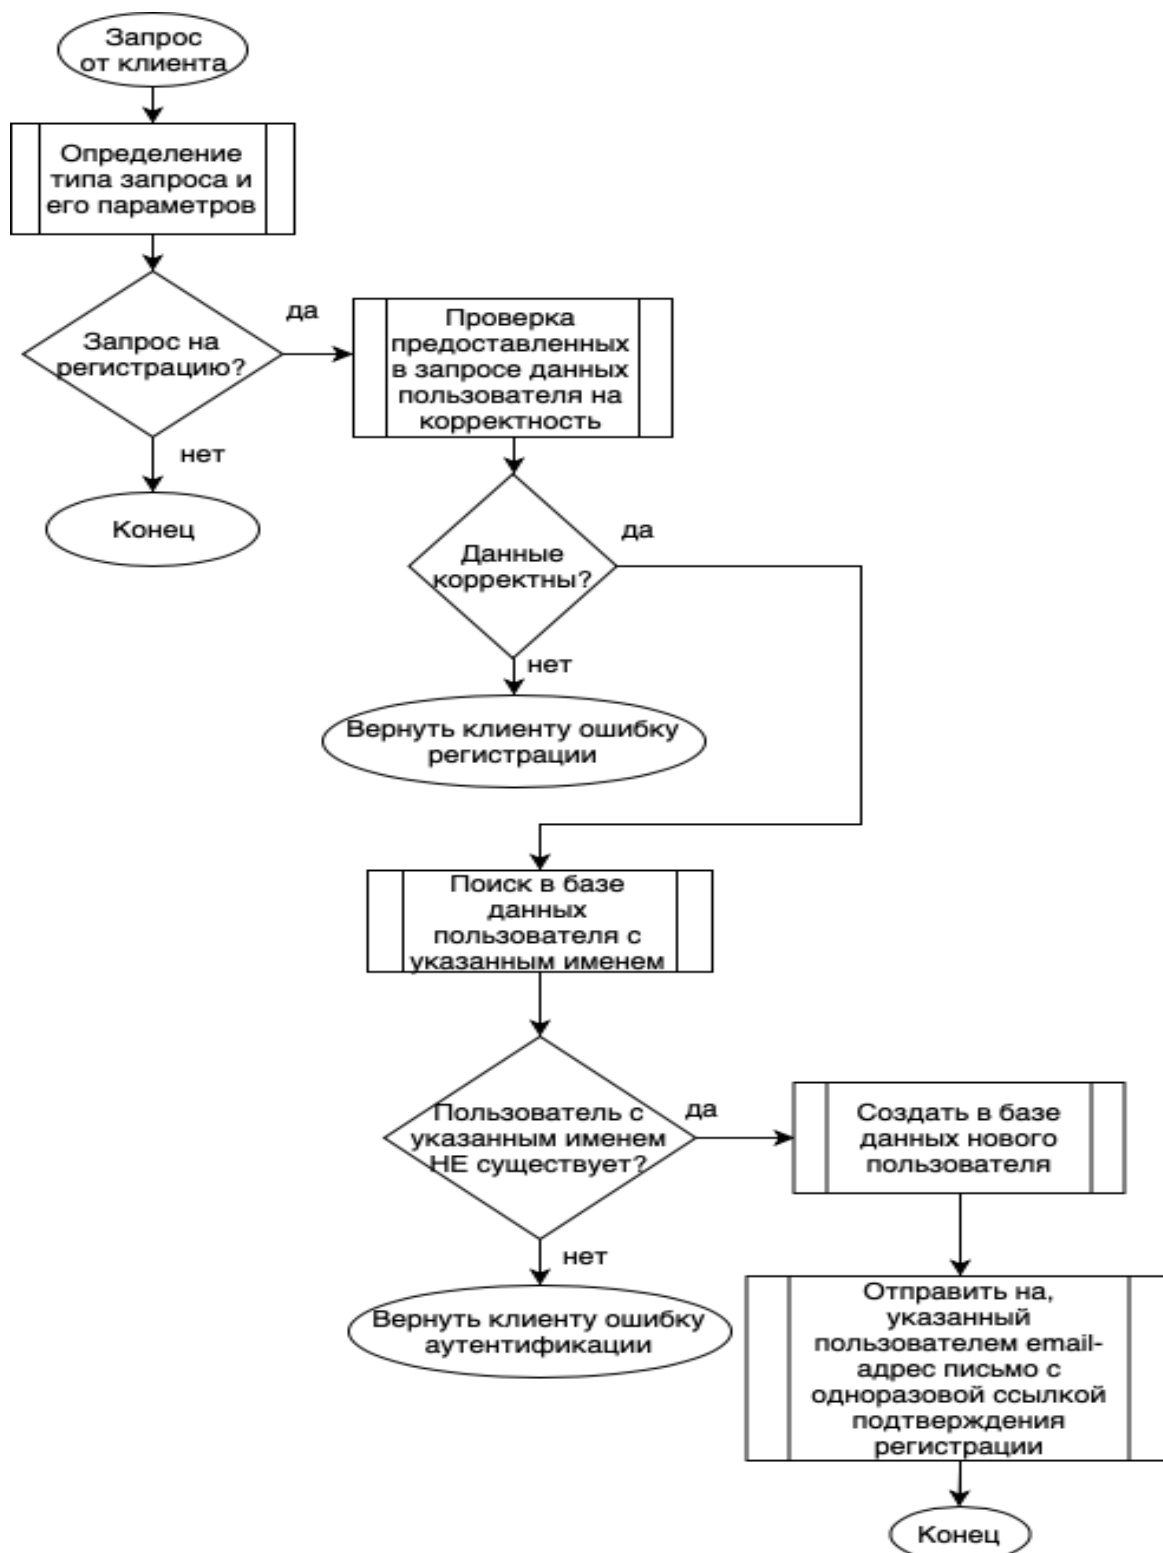 Запрос
от клиента
Определение
типа запроса и
его параметров
Запрос на
регистрацию?
да
Проверка
предоставленных
в запросе данных
пользователя на
корректность
нет
Конец
Данные
корректны?
да
нет
Вернуть клиенту ошибку
регистрации
Поиск в базе
данных
пользователя с
указанным именем
Пользователь с
указанным именем
НЕ существует?
да
Создать в базе
данных нового
пользователя
нет
Вернуть клиенту ошибку
аутентификации
Отправить на,
указанный
пользователем email-
адрес письмо с
одноразовой ссылкой
подтверждения
регистрации
Конец